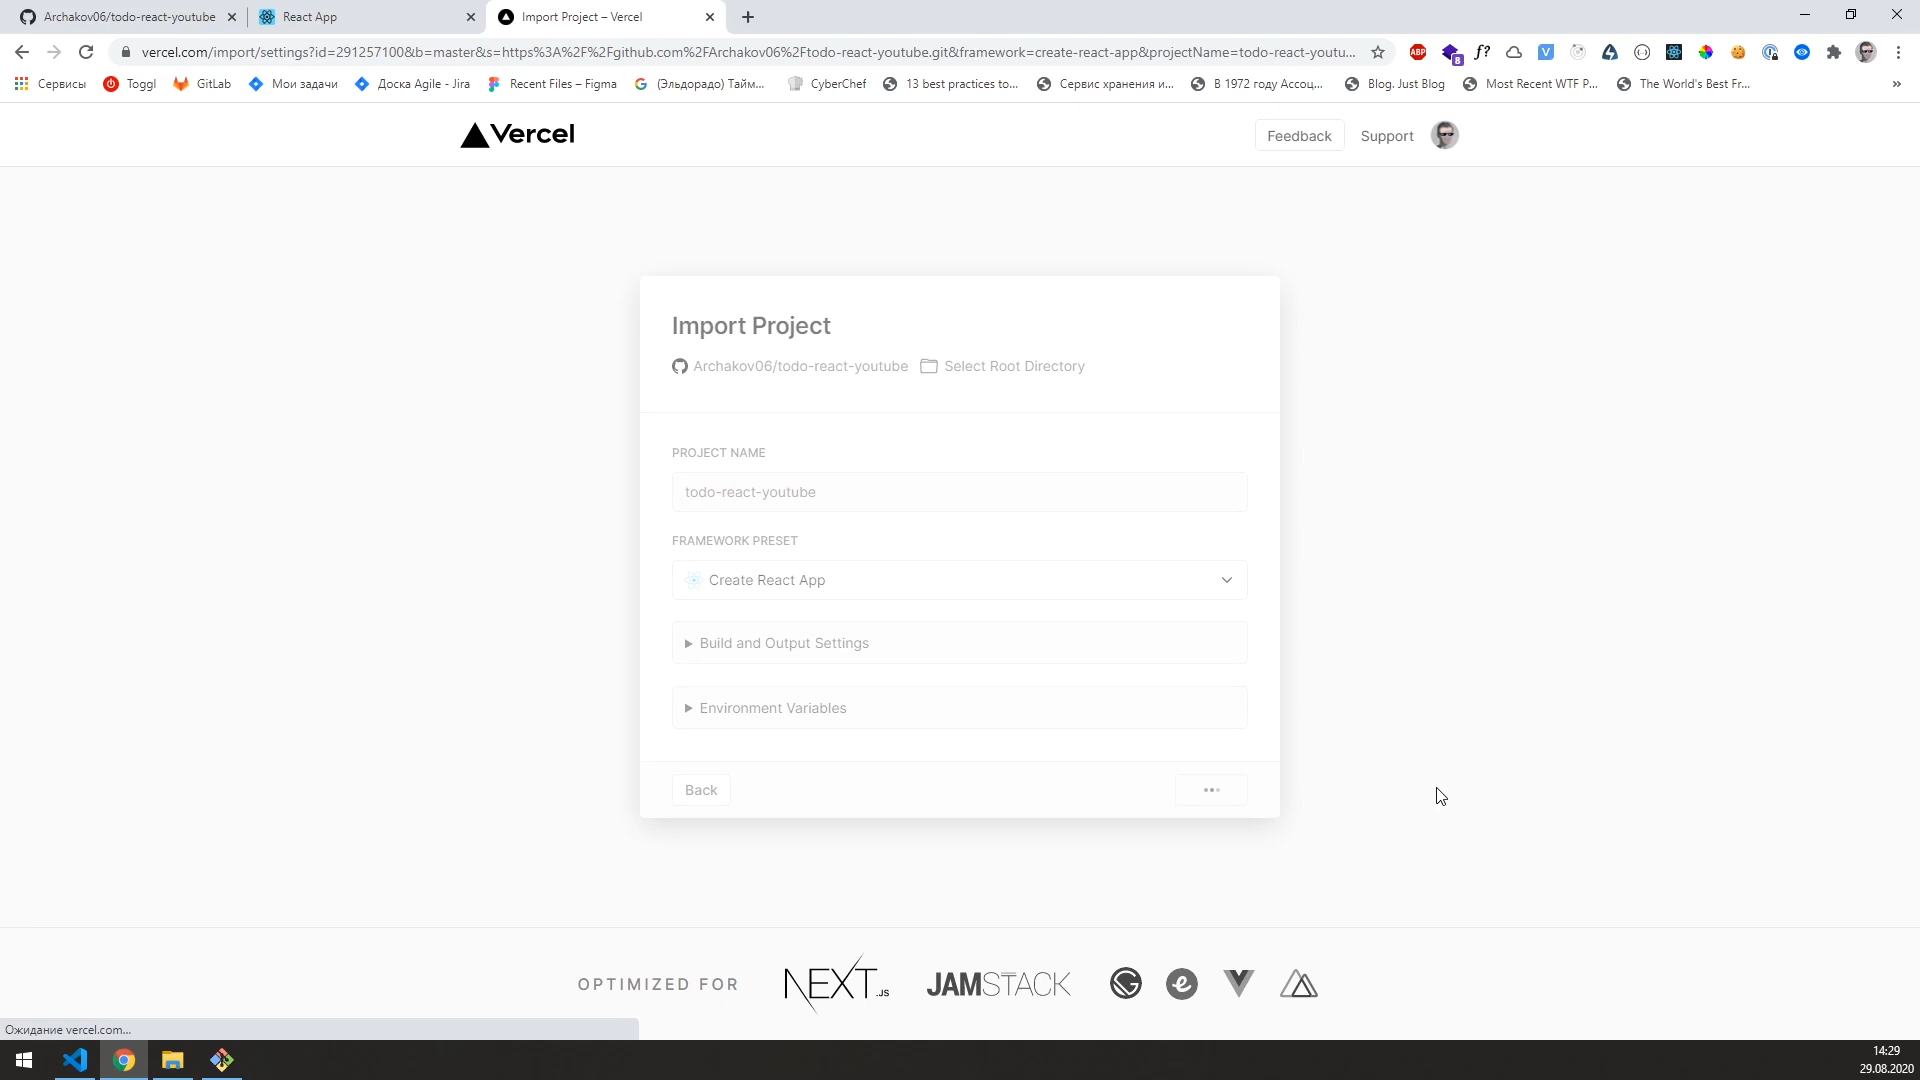 Archakov06/todo-react-youtube
React App
Import Project – Vercel
vercel.com/import/settings?id=291257100&b=master&s=https%3A%2F%2Fgithub.com%2FArchakov06%2Ftodo-react-youtube.git&framework=create-react-app&projectName=todo-react-youtu...
ABP
8
f?
V
Сервисы
Toggl
GitLab
Мои задачи
Доска Agile - Jira
Recent Files – Figma
(Эльдорадо) Тайм...
CyberChef
13 best practices to...
Сервис хранения и...
В 1972 году Ассоц...
Blog. Just Blog
Most Recent WTF P...
The World's Best Fr...
»
Vercel
Feedback
Support
Import Project
Archakov06/todo-react-youtube
Select Root Directory
PROJECT NAME
todo-react-youtube
FRAMEWORK PRESET
Create React App
Build and Output Settings
Environment Variables
Back
OPTIMIZED FOR
NEXT.JS
JAMSTACK
Ожидание vercel.com...
14:29
29.08.2020